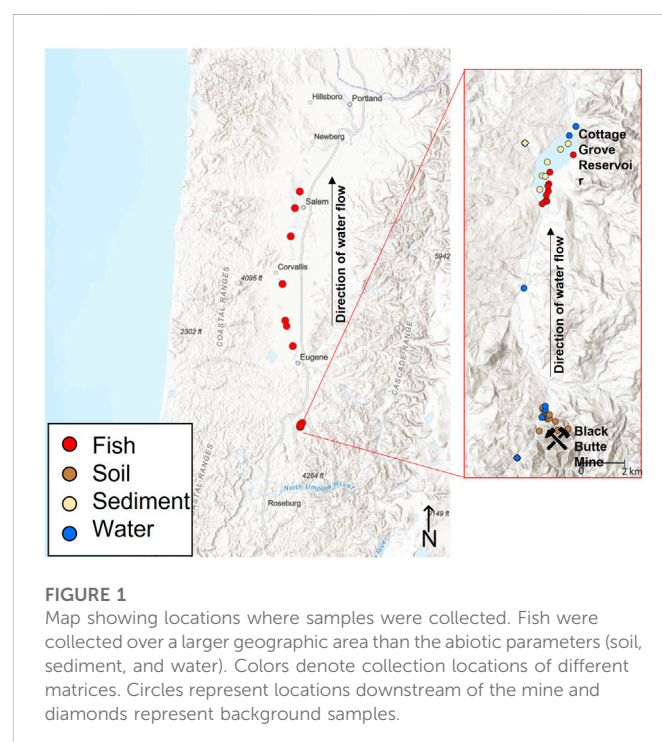 Hillsboro
Portland
Newberg
Salem
Direction of water flow
Corvallis
4095 ft
5942
COASTAL RANGES
2302 ft
CASCADE RANGE
Eugene
4264 ft
North Umpqua River
Roseburg
9149 ft
COASTAL RANGES
N
Fish
Soil
Sediment
Water
Cottage
Grove
Reservoi
r
Direction of water flow
Black
Butte
Mine
0 2 km
FIGURE 1
Map showing locations where samples were collected. Fish were
collected over a larger geographic area than the abiotic parameters (soil,
sediment, and water). Colors denote collection locations of different
matrices. Circles represent locations downstream of the mine and
diamonds represent background samples.